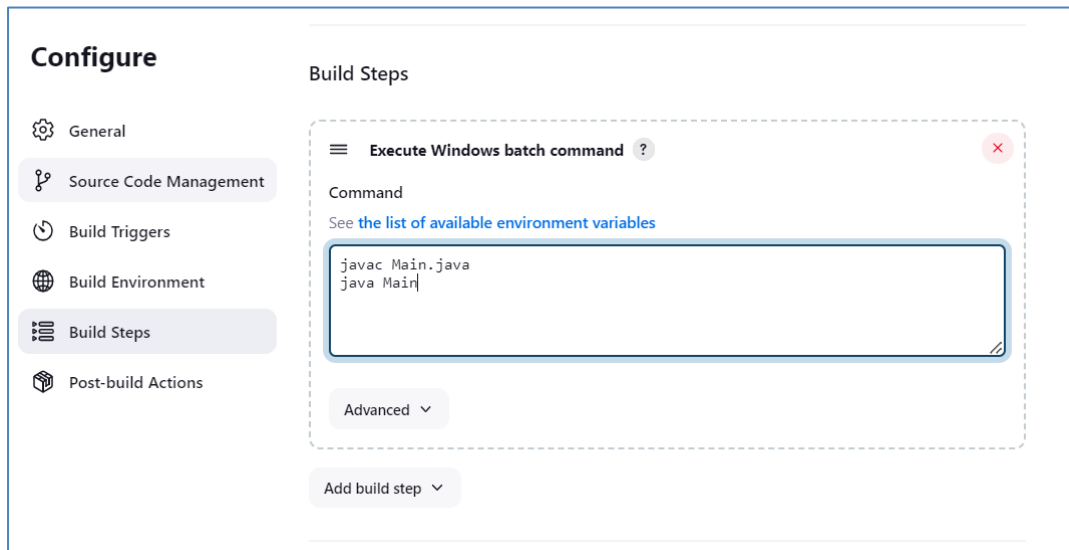 Configure
General
Source Code Management
Build Triggers
Build Environment
Build Steps
Post-build Actions
Build Steps
Execute Windows batch command ?
Command
See the list of available environment variables
javac Main.java
java Main
Advanced
Add build step